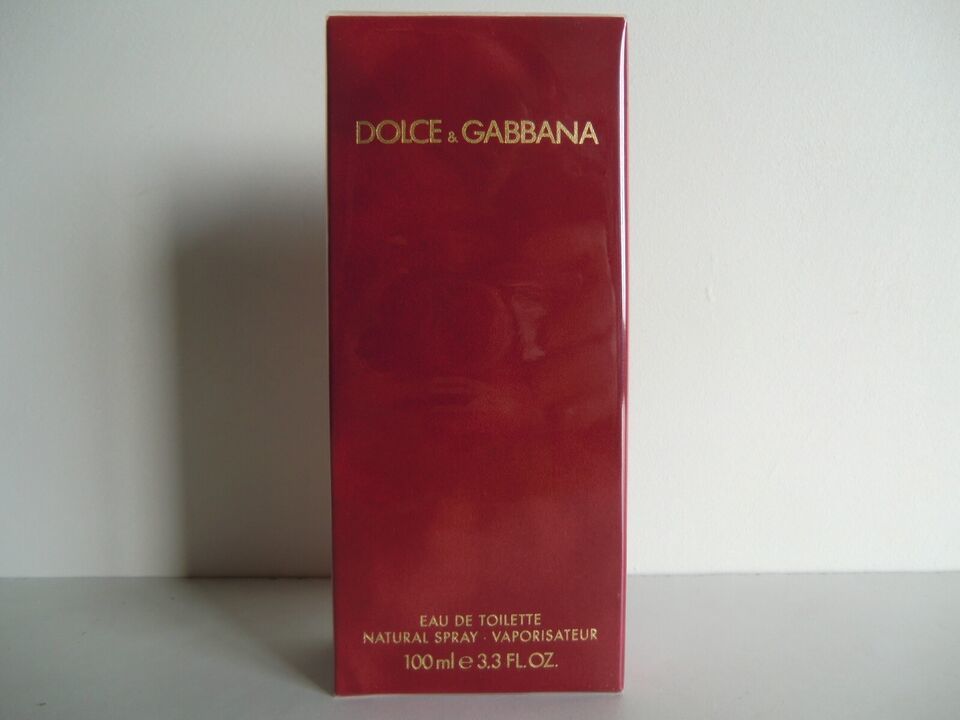 DOLCE & GABBANA
EAU DE TOILETTE
NATURAL SPRAY · VAPORISATEUR
100 ml e 3.3 FL. OZ.